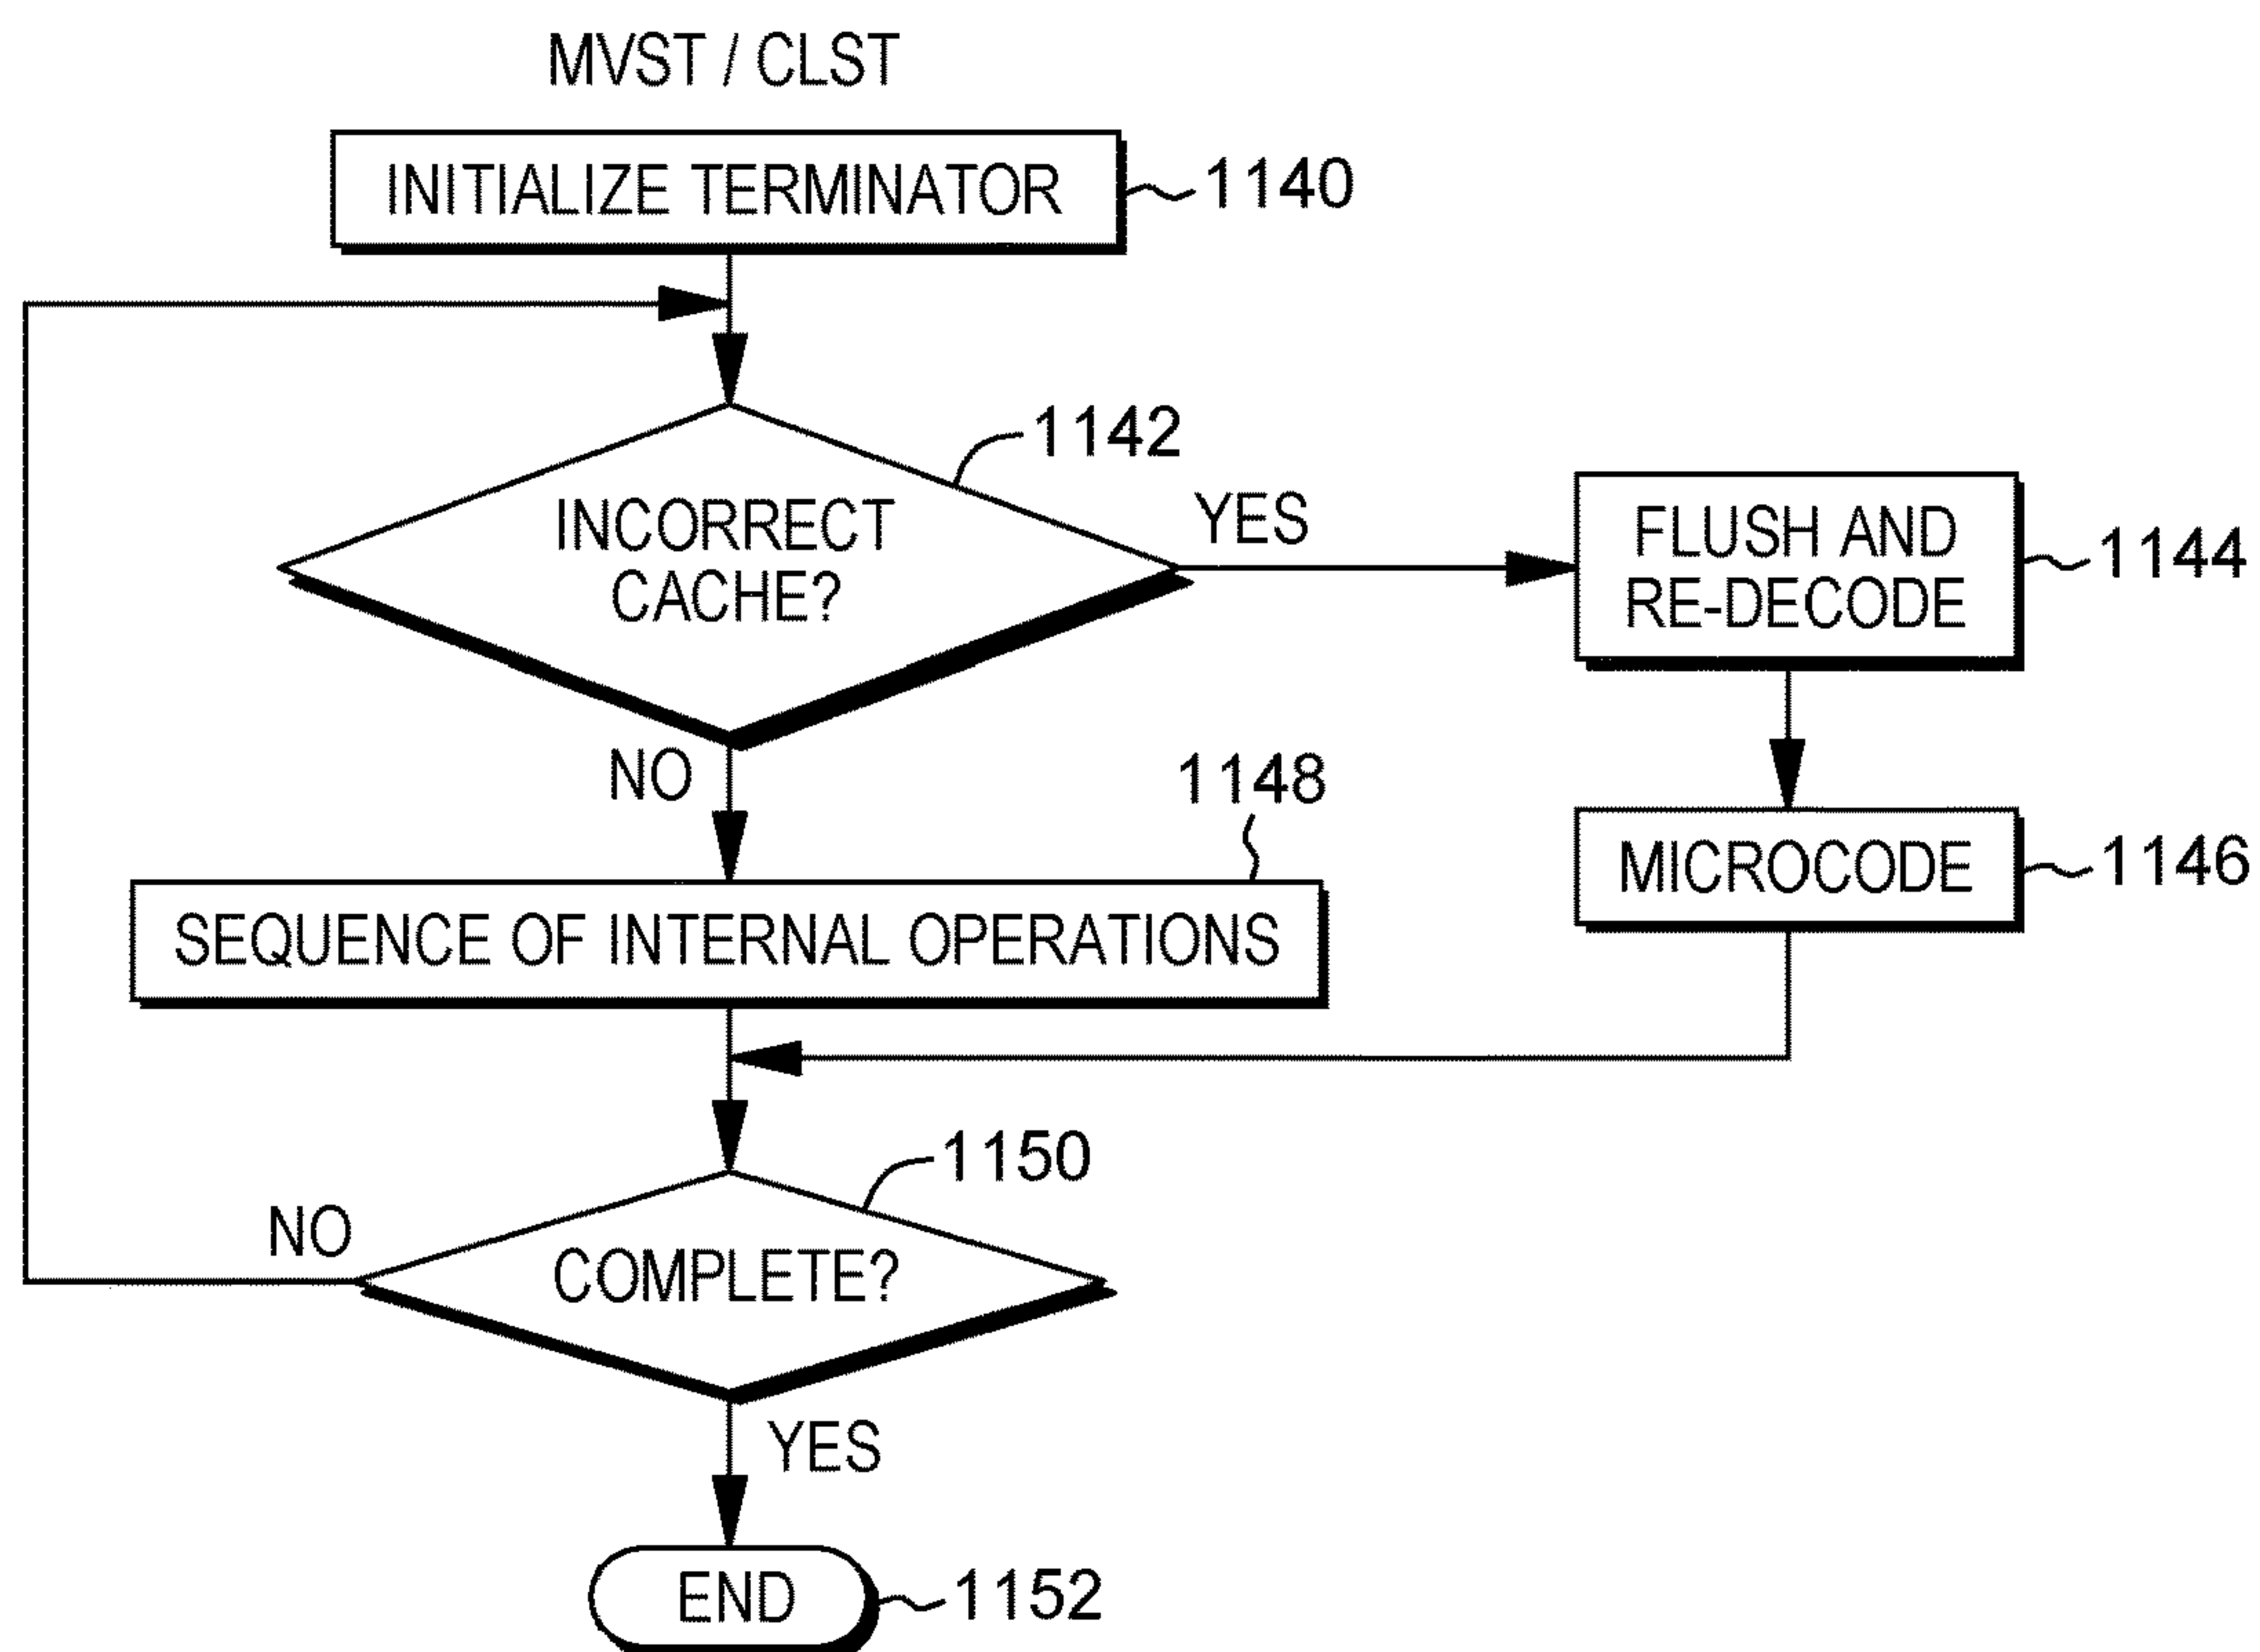 MVST / CLST
INITIALIZE TERMINATOR
1140
1142
INCORRECT
CACHE?
YES
FLUSH AND
RE-DECODE
1144
NO
1148
MICROCODE
1146
SEQUENCE OF INTERNAL OPERATIONS
1150
NO
COMPLETE?
YES
END
1152